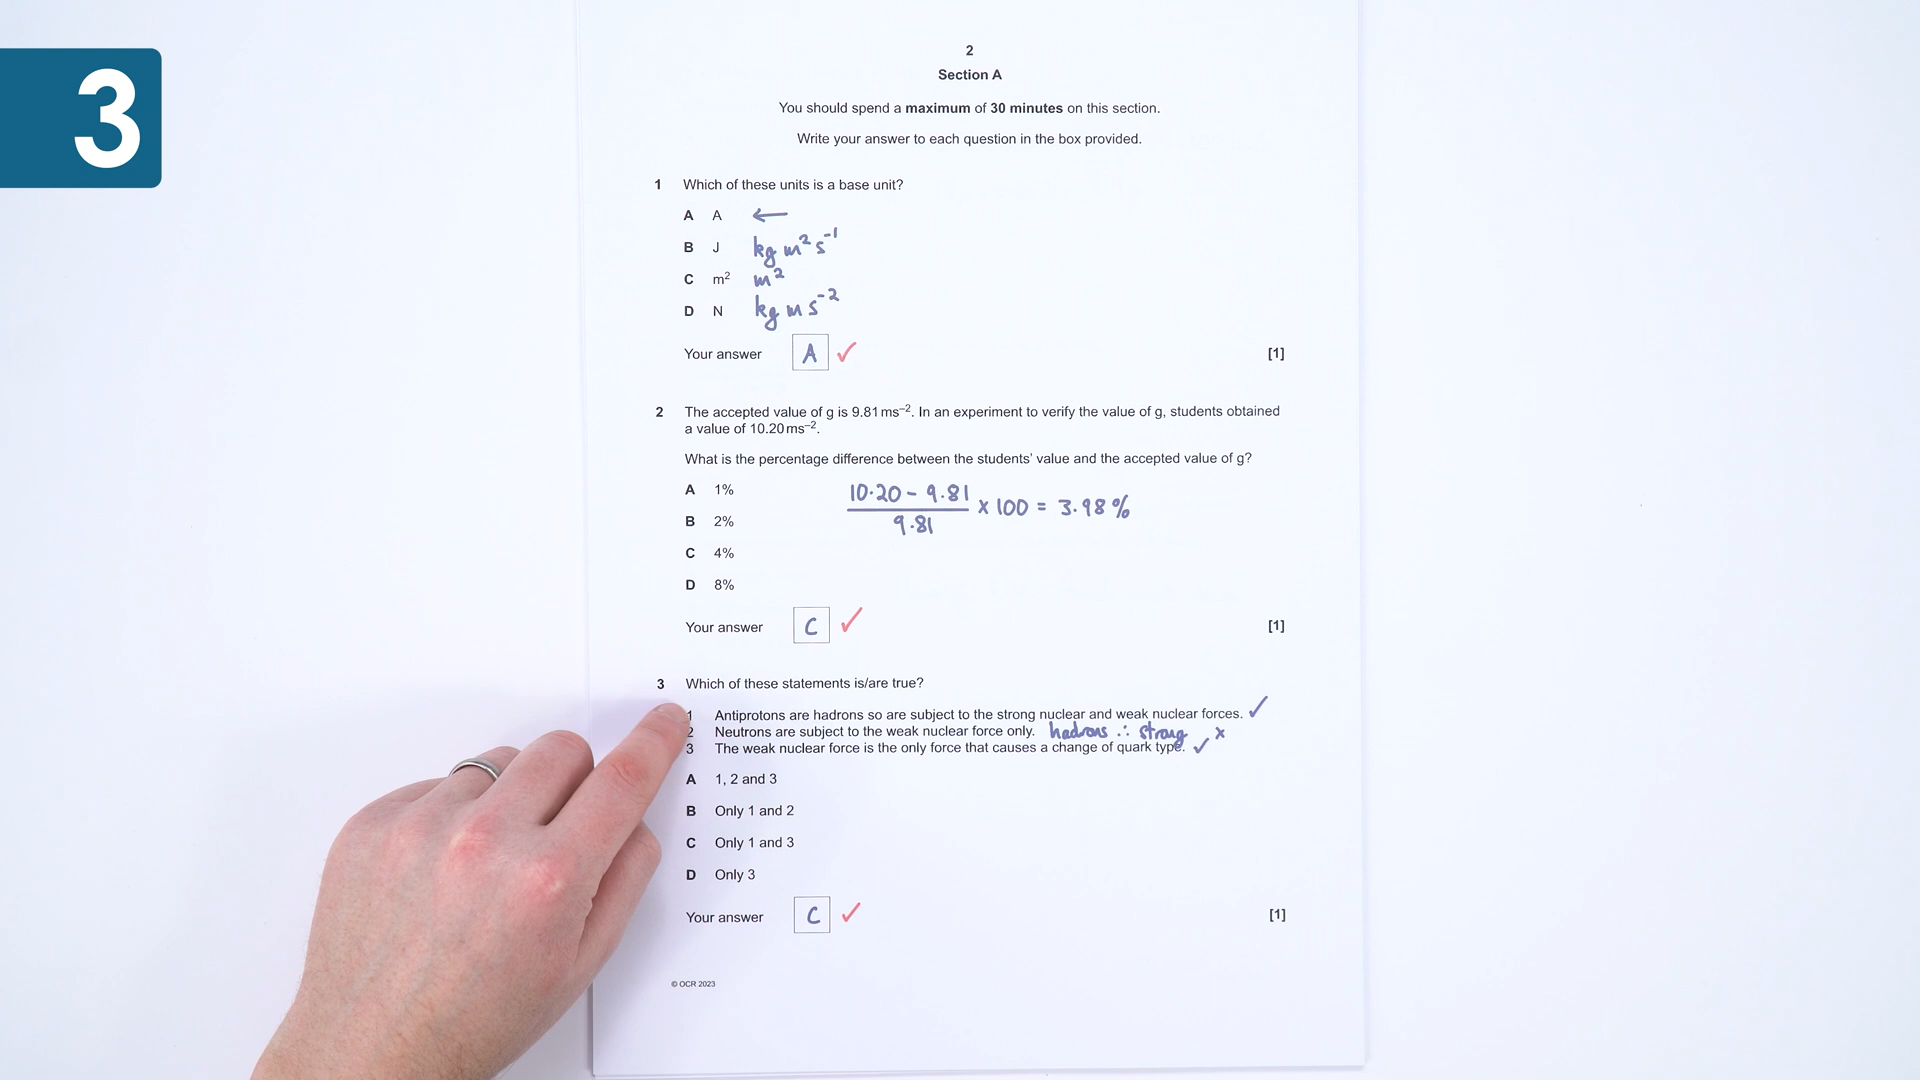 3
2
Section A
You should spend a maximum of 30 minutes on this section.
Write your answer to each question in the box provided.
1 Which of these units is a base unit?
A A ←
B J kg m² s⁻¹
C m² m²
D N kg m s⁻²
Your answer A ✓ [1]
2 The accepted value of g is 9.81 ms⁻². In an experiment to verify the value of g, students obtained
a value of 10.20 ms⁻².
What is the percentage difference between the students' value and the accepted value of g?
A 1%
B 2%
C 4%
D 8%
10.20 - 9.81
/ 9.81 x 100 = 3.98%
Your answer C ✓ [1]
3 Which of these statements is/are true?
1 Antiprotons are hadrons so are subject to the strong nuclear and weak nuclear forces. ✓
2 Neutrons are subject to the weak nuclear force only. hadrons ∴ strong x
3 The weak nuclear force is the only force that causes a change of quark type. ✓
A 1, 2 and 3
B Only 1 and 2
C Only 1 and 3
D Only 3
Your answer C ✓ [1]
© OCR 2023